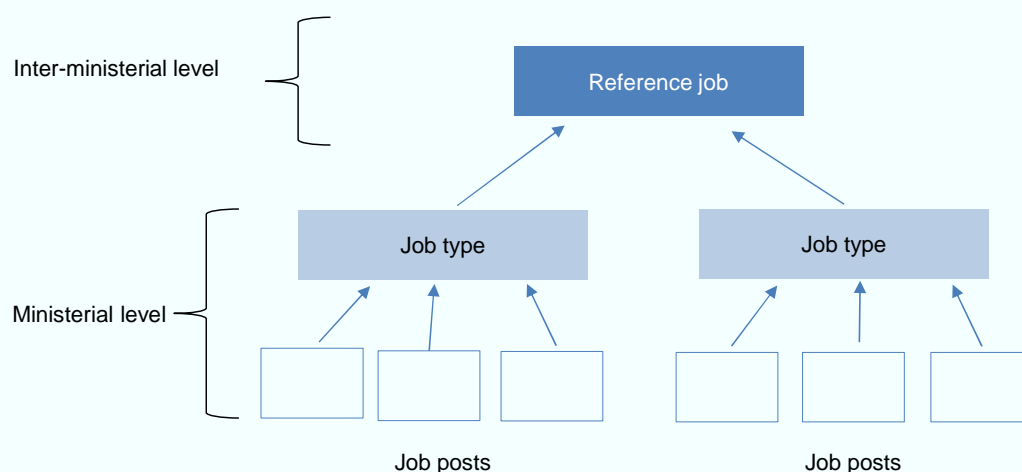 Inter-ministerial level
Reference job
Job type
Job type
Ministerial level
Job posts
Job posts